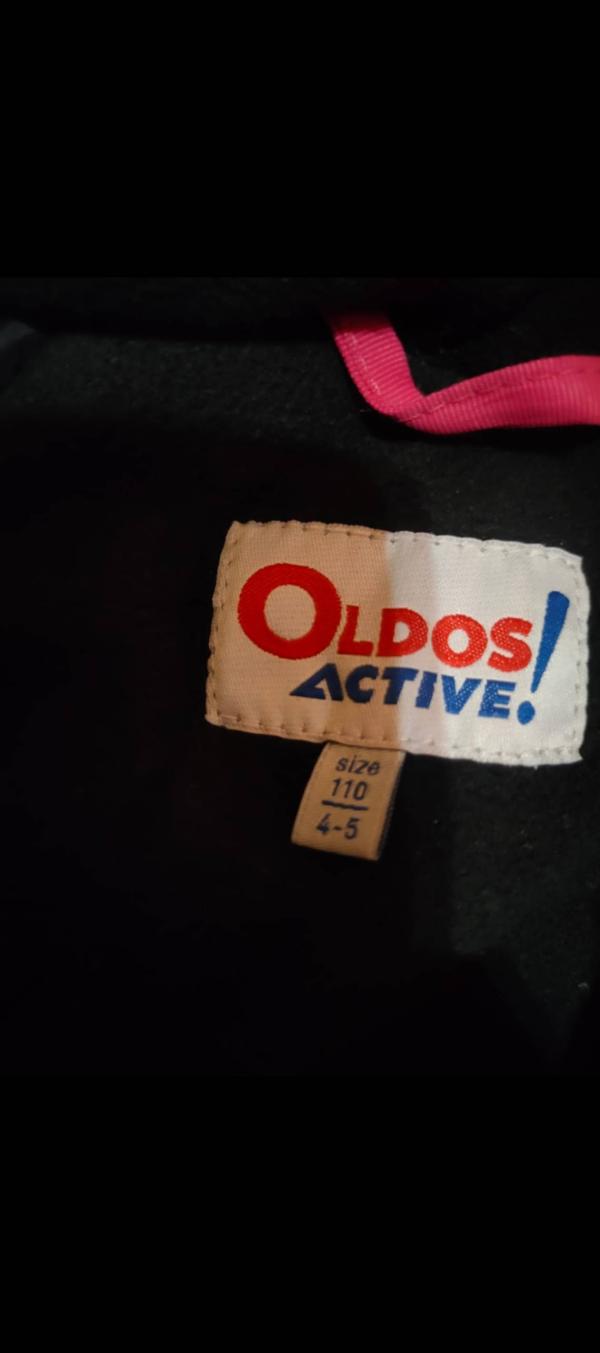 OLDOS
ACTIVE!
size
110
4-5